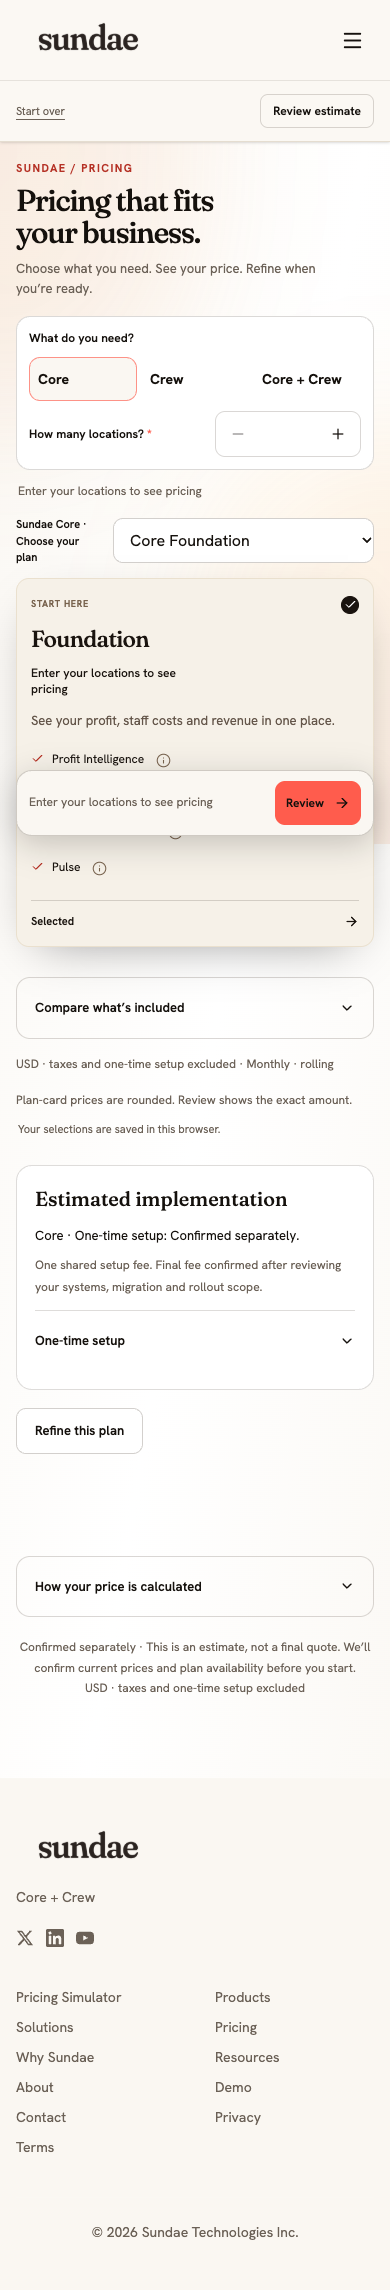 sundae
Start over
Review estimate
SUNDAE / PRICING
Pricing that fits
your business.
Choose what you need. See your price. Refine when
you’re ready.
What do you need?
Core
Crew
Core + Crew
How many locations? *
Enter your locations to see pricing
Sundae Core ·
Choose your
plan
Core Foundation
START HERE
Foundation
Enter your locations to see
pricing
See your profit, staff costs and revenue in one place.
Profit Intelligence
Enter your locations to see pricing
Review
Pulse
Selected
Compare what’s included
USD · taxes and one-time setup excluded · Monthly · rolling
Plan-card prices are rounded. Review shows the exact amount.
Your selections are saved in this browser.
Estimated implementation
Core · One-time setup: Confirmed separately.
One shared setup fee. Final fee confirmed after reviewing
your systems, migration and rollout scope.
One-time setup
Refine this plan
How your price is calculated
Confirmed separately · This is an estimate, not a final quote. We’ll
confirm current prices and plan availability before you start.
USD · taxes and one-time setup excluded
sundae
Core + Crew
Pricing Simulator
Products
Solutions
Pricing
Why Sundae
Resources
About
Demo
Contact
Privacy
Terms
© 2026 Sundae Technologies Inc.